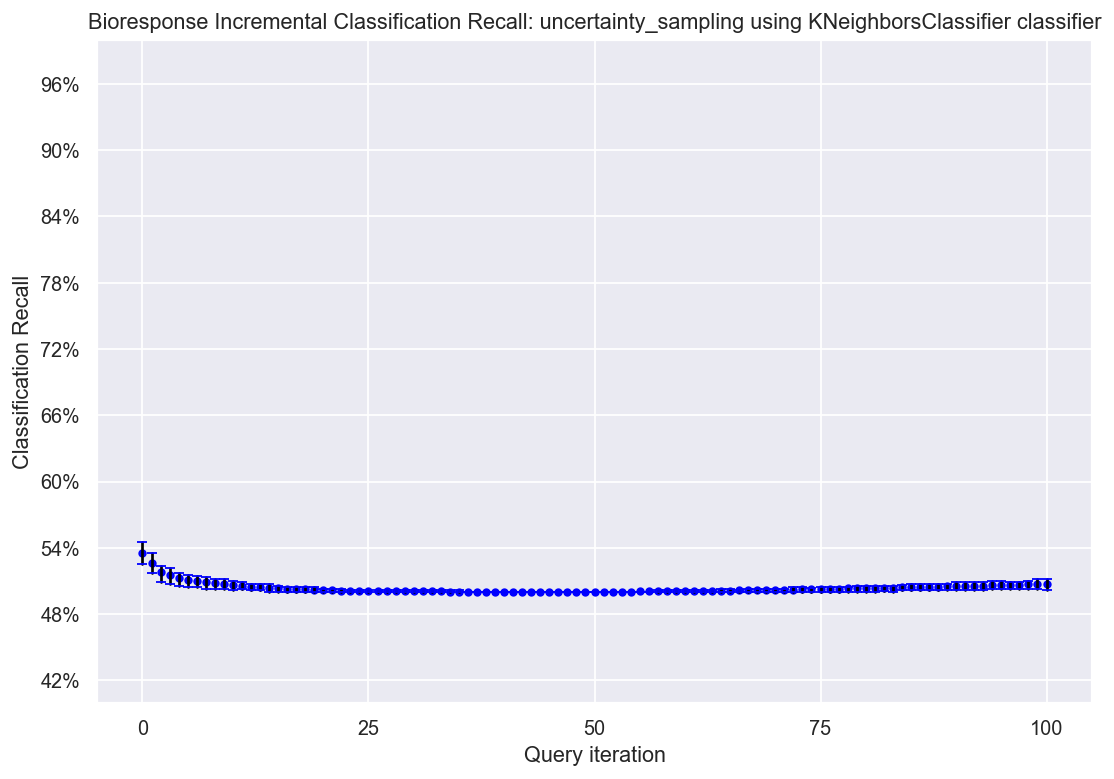 Bioresponse Incremental Classification Recall: uncertainty_sampling using KNeighborsClassifier classifier
96%
90%
84%
78%
72%
66%
60%
54%
48%
42%
Classification Recall
0 25 50 75 100
Query iteration